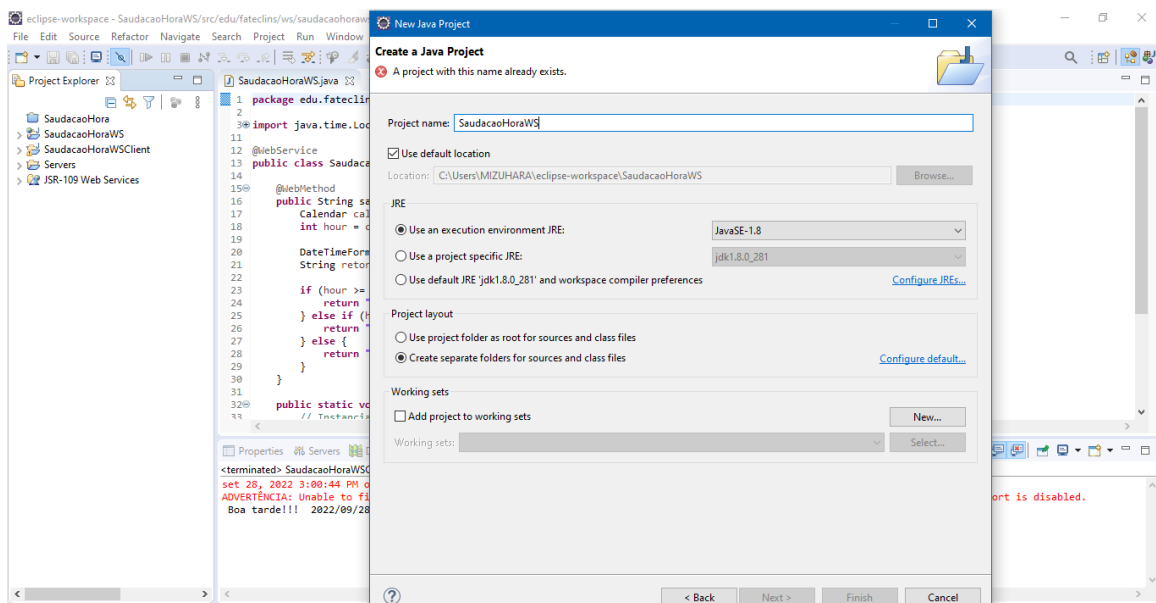 eclipse-workspace - SaudacaoHoraWS/src/edu/fateclins/ws/saudacaohoraws
File Edit Source Refactor Navigate Search Project Run Window
Project Explorer
SaudacaoHora
SaudacaoHoraWS
SaudacaoHoraWSClient
Servers
JSR-109 Web Services
SaudacaoHoraWS.java
1 package edu.fateclin
2
3 import java.time.Loc
11
12 @WebService
13 public class Saudaca
14
15 @WebMethod
16 public String sa
17 Calendar cal
18 int hour = c
19
20 DateTimeForm
21 String retor
22
23 if (hour >=
24 return "
25 } else if (h
26 return "
27 } else {
28 return "
29 }
30 }
31
32 public static vo
33 // Instancia
Properties Servers
<terminated> SaudacaoHoraWSC
set 28, 2022 3:00:44 PM o
ADVERTÊNCIA: Unable to fi
ort is disabled.
Boa tarde!!! 2022/09/28
New Java Project
Create a Java Project
A project with this name already exists.
Project name: SaudacaoHoraWS
Use default location
Location: C:\Users\MIZUHARA\eclipse-workspace\SaudacaoHoraWS Browse...
JRE
Use an execution environment JRE: JavaSE-1.8
Use a project specific JRE: jdk1.8.0_281
Use default JRE 'jdk1.8.0_281' and workspace compiler preferences Configure JREs...
Project layout
Use project folder as root for sources and class files
Create separate folders for sources and class files Configure default...
Working sets
Add project to working sets New...
Working sets: Select...
? < Back Next > Finish Cancel